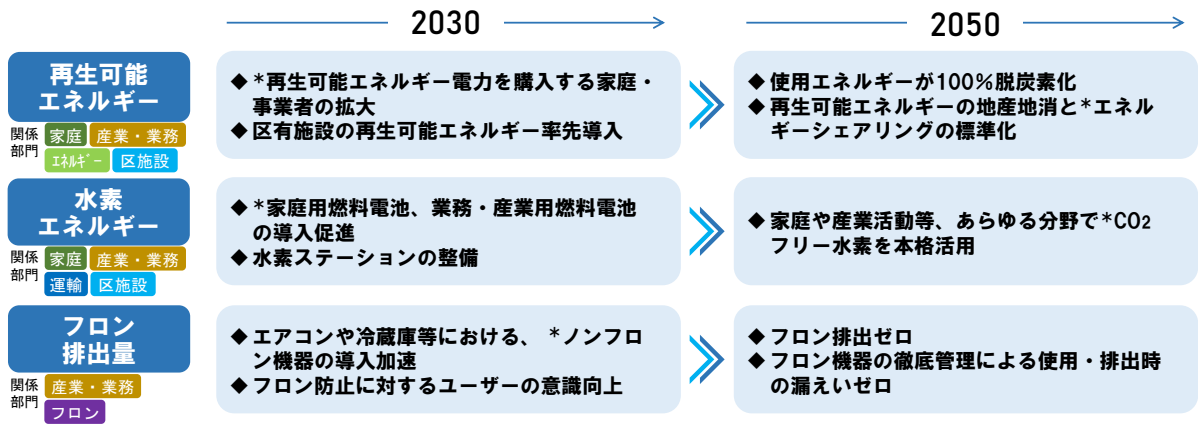 2030
2050
再生可能
エネルギー
関係
部門
家庭
産業・業務
エネルギー
区施設
◆*再生可能エネルギー電力を購入する家庭・
事業者の拡大
◆区有施設の再生可能エネルギー率先導入
◆使用エネルギーが100%脱炭素化
◆再生可能エネルギーの地産地消と*エネル
ギーシェアリングの標準化
水素
エネルギー
関係
部門
家庭
産業・業務
運輸
区施設
◆*家庭用燃料電池、業務・産業用燃料電池
の導入促進
◆水素ステーションの整備
◆家庭や産業活動等、あらゆる分野で*CO2
フリー水素を本格活用
フロン
排出量
関係
部門
産業・業務
フロン
◆エアコンや冷蔵庫等における、*ノンフロ
ン機器の導入加速
◆フロン防止に対するユーザーの意識向上
◆フロン排出ゼロ
◆フロン機器の徹底管理による使用・排出時
の漏えいゼロ